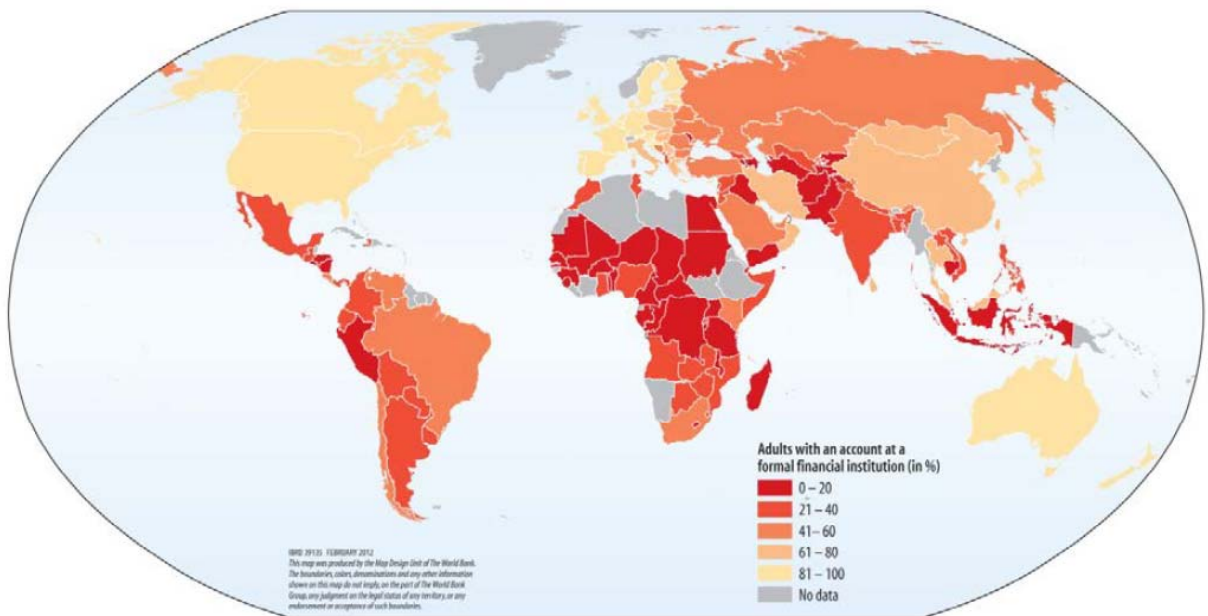 Adults with an account at a
formal financial institution (in %)
0 – 20
21 – 40
41 – 60
61 – 80
81 – 100
No data
IBRD 39135 FEBRUARY 2012
This map was produced by the Map Design Unit of The World Bank.
The boundaries, colors, denominations and any other information
shown on this map do not imply, on the part of The World Bank
Group, any judgment on the legal status of any territory, or any
endorsement or acceptance of such boundaries.